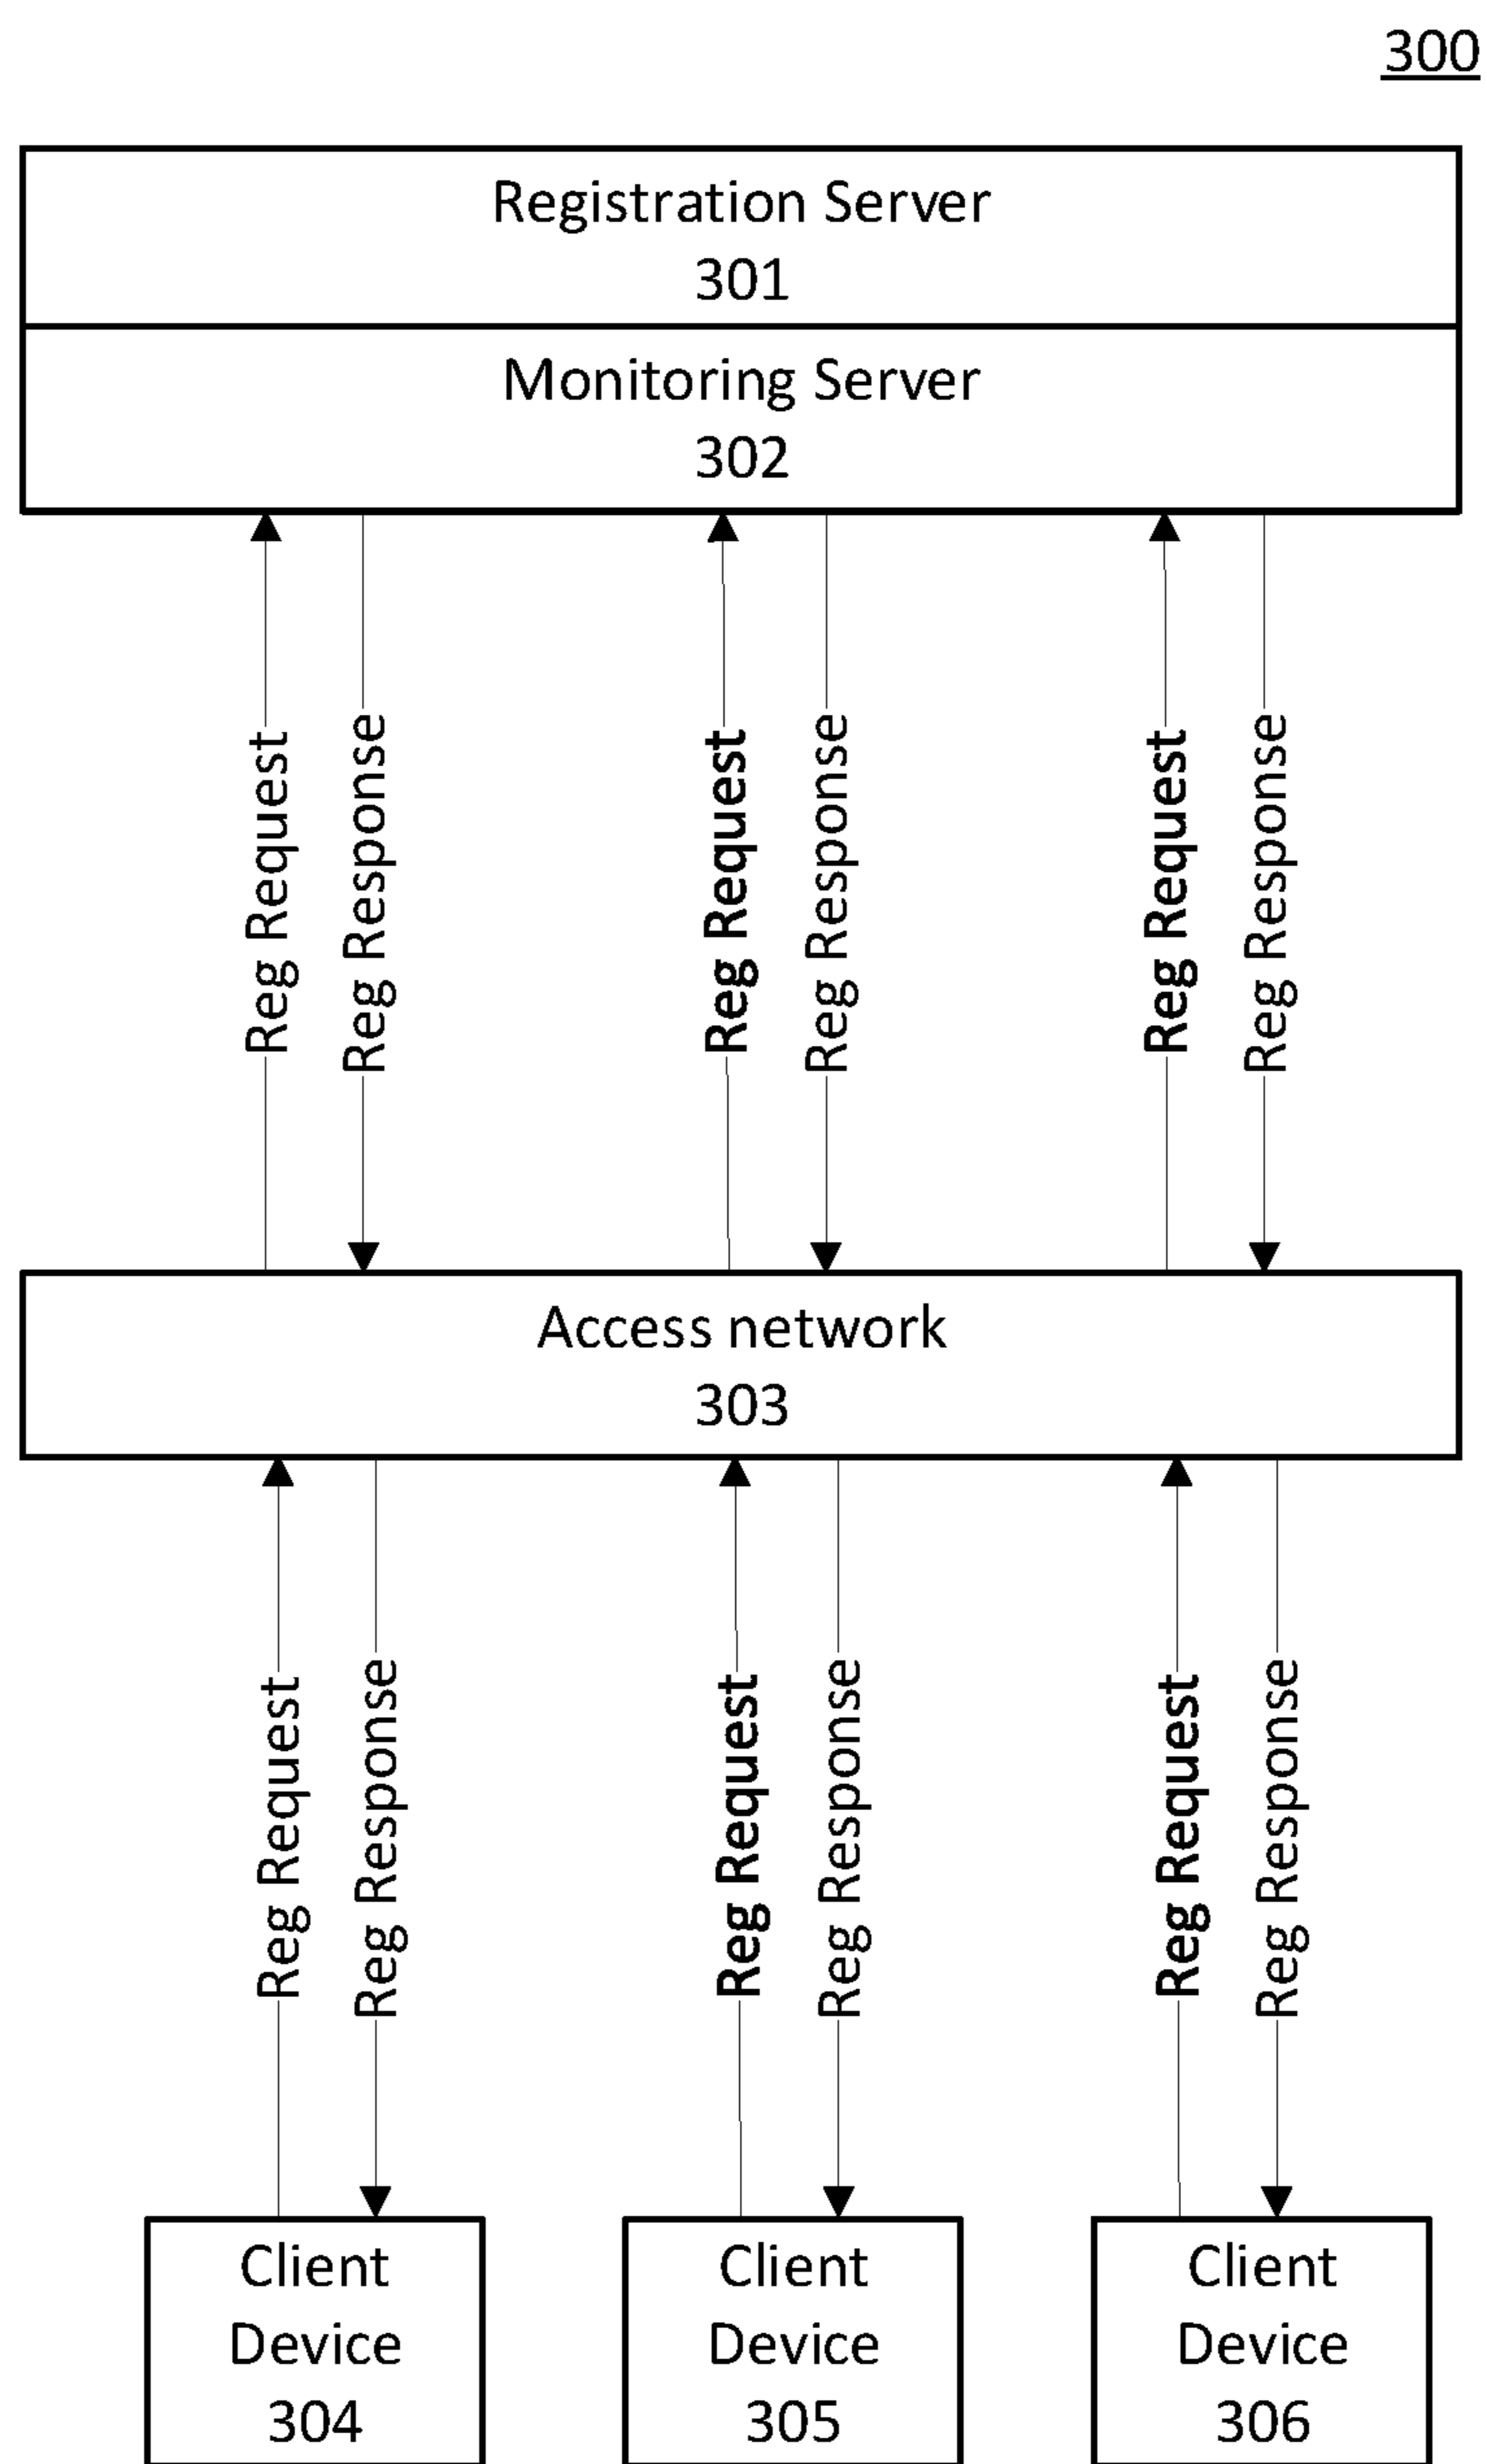 300
Registration Server
301
Monitoring Server
302
Reg Request
Reg Response
Reg Request
Reg Response
Reg Request
Reg Response
Access network
303
Reg Request
Reg Response
Reg Request
Reg Response
Reg Request
Reg Response
Client
Device
304
Client
Device
305
Client
Device
306